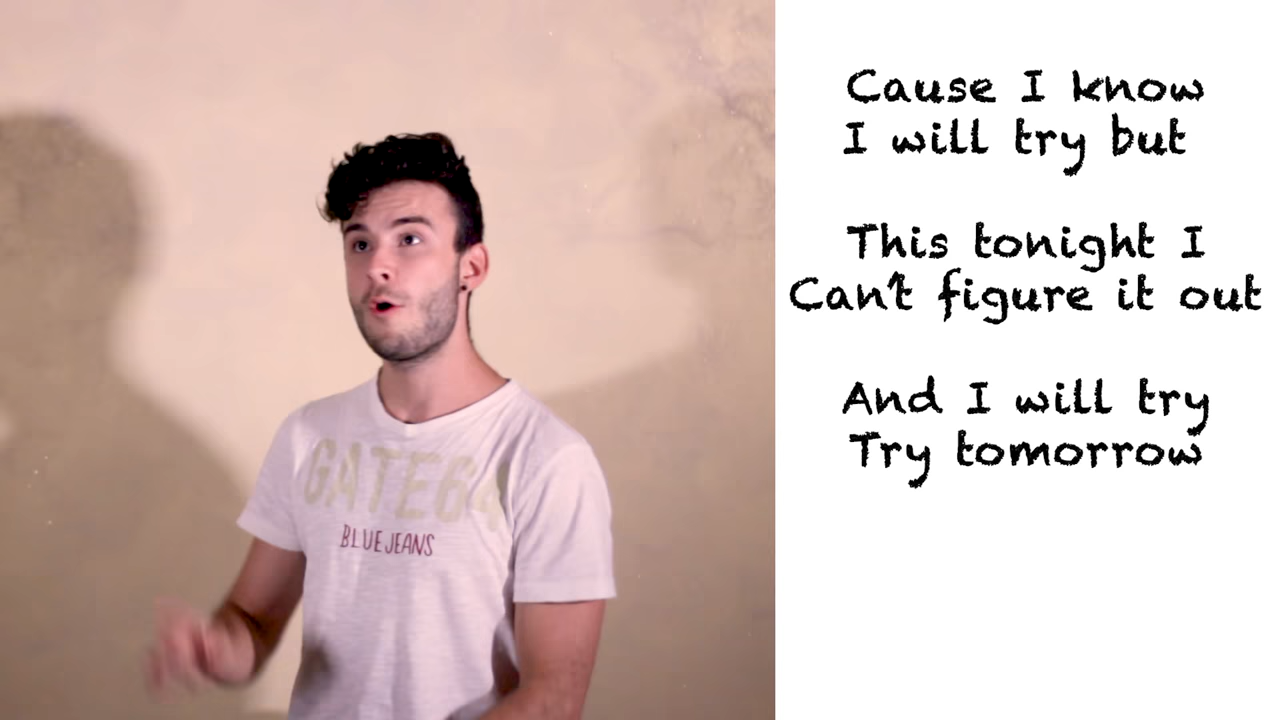 GATE64
BLUE JEANS
Cause I know
I will try but
This tonight I
Can't figure it out
And I will try
Try tomorrow